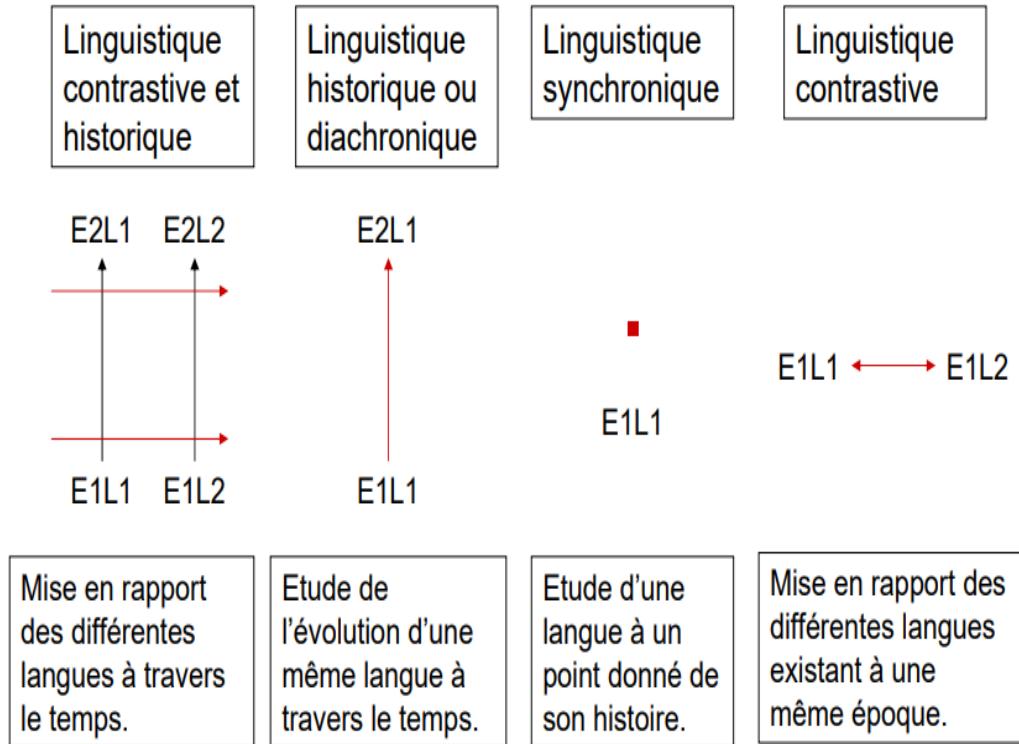 Linguistique
contrastive et
historique
Linguistique
historique ou
diachronique
Linguistique
synchronique
Linguistique
contrastive
E2L1 E2L2
E1L1 E1L2
E2L1
E1L1
E1L1
E1L1 E1L2
Mise en rapport
des différentes
langues à travers
le temps.
Etude de
l'évolution d'une
même langue à
travers le temps.
Etude d'une
langue à un
point donné de
son histoire.
Mise en rapport des
différentes langues
existant à une
même époque.